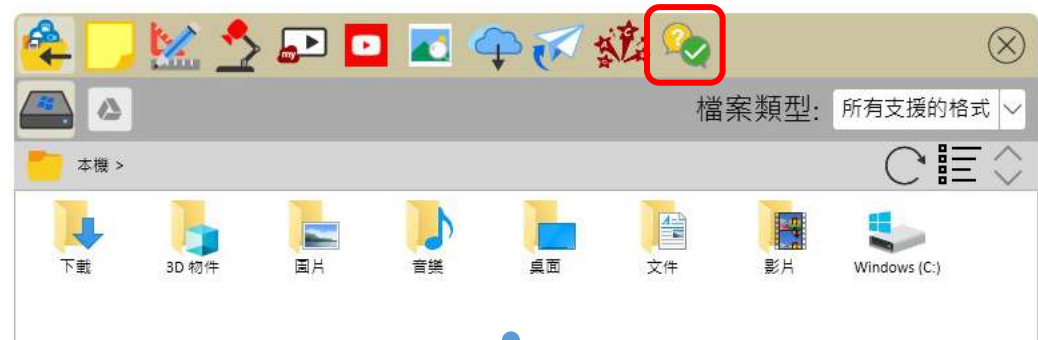 my
檔案類型: 所有支援的格式
本機 >
下載 3D 物件 圖片 音樂 桌面 文件 影片 Windows (C:)